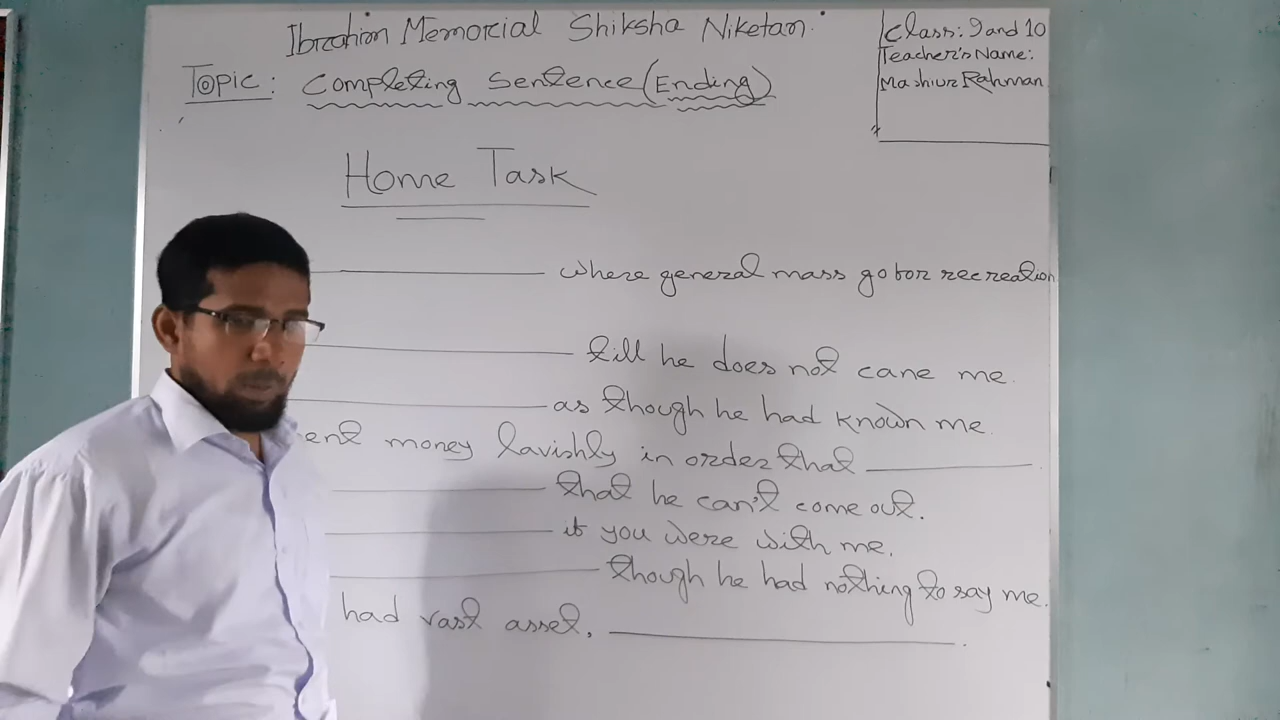 Ibrahim Memorial Shiksha Niketan.
Class: 9 and 10
Teacher's Name:
Mashiur Rahman
Topic: Completing Sentence (Ending)
Home Task
where general mass go for recreation
till he does not cane me.
as though he had known me.
ent money lavishly in order that
that he can't come out.
if you were with me.
though he had nothing to say me.
had vast asset,